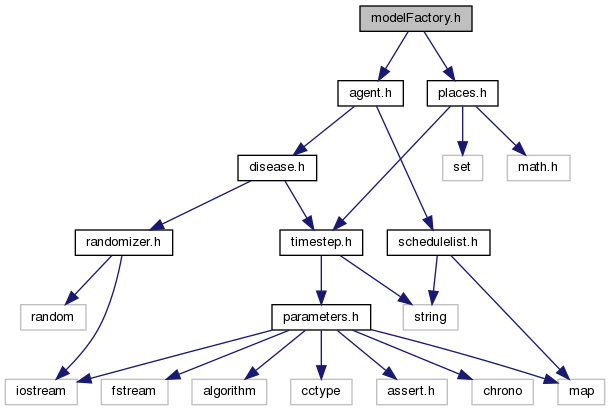 modelFactory.h
agent.h
places.h
disease.h
set
math.h
randomizer.h
timestep.h
schedulelist.h
random
parameters.h
string
iostream
fstream
algorithm
cctype
assert.h
chrono
map